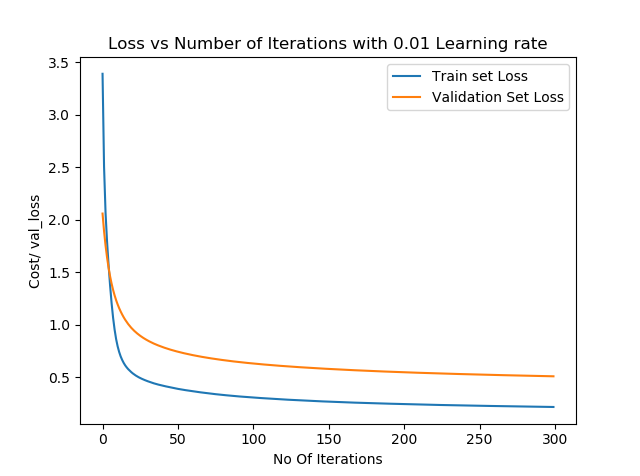 Loss vs Number of Iterations with 0.01 Learning rate
Train set Loss
Validation Set Loss
3.5
3.0
2.5
2.0
1.5
1.0
0.5
Cost/ val_loss
0 50 100 150 200 250 300
No Of Iterations